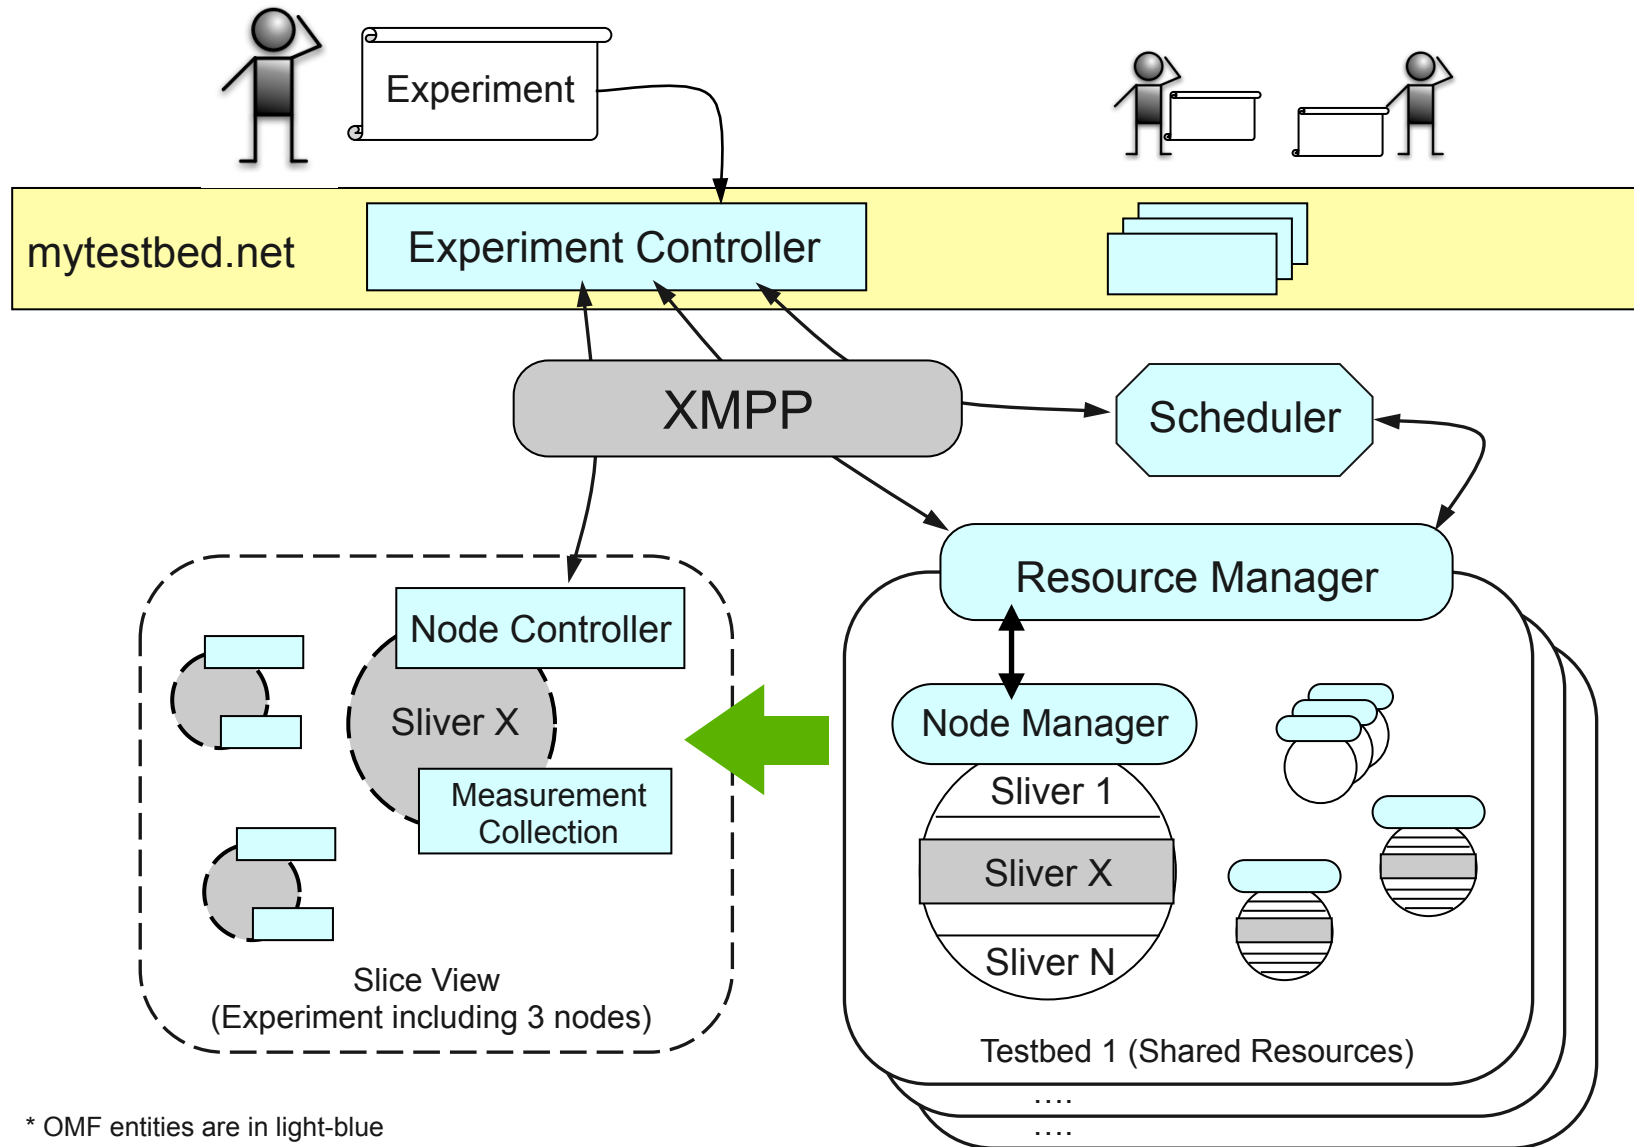 Experiment
mytestbed.net
Experiment Controller
XMPP
Scheduler
Resource Manager
Node Controller
Sliver X
Measurement
Collection
Node Manager
Sliver 1
Sliver X
Sliver N
Slice View
(Experiment including 3 nodes)
Testbed 1 (Shared Resources)
....
....
* OMF entities are in light-blue